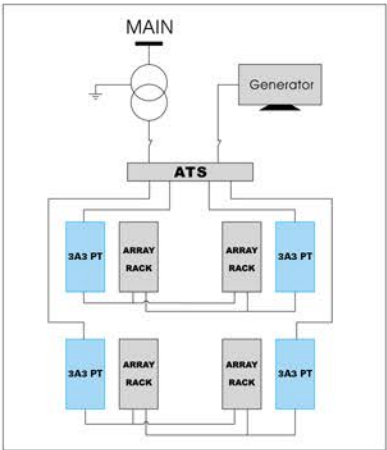 MAIN
Generator
ATS
3A3 PT
ARRAY
RACK
ARRAY
RACK
3A3 PT
3A3 PT
ARRAY
RACK
ARRAY
RACK
3A3 PT